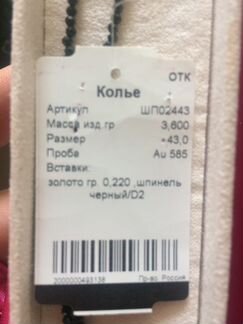 ОТК
Колье
Артикул ШП02443
Масса изд.гр 3,600
Размер *43,0
Проба Au 585
Вставки:
золото гр. 0,220 ,шпинель
черный/D2
2000000493138 Пр-во. Россия